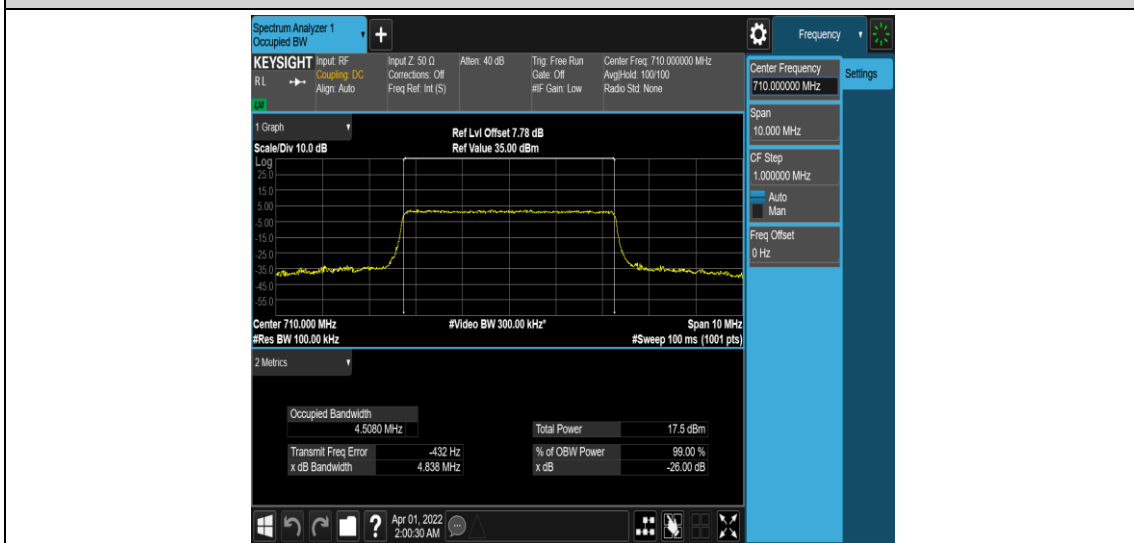 Spectrum Analyzer 1
Occupied BW
+
Frequency
KEYSIGHT
RL
LXI
Input: RF
Coupling: DC
Align: Auto
Input Z: 50 Ω
Corrections: Off
Freq Ref: Int (S)
Atten: 40 dB
Trig: Free Run
Gate: Off
#IF Gain: Low
Center Freq: 710.000000 MHz
Avg|Hold: 100/100
Radio Std: None
Center Frequency
710.000000 MHz
Settings
Span
10.000 MHz
CF Step
1.000000 MHz
Auto
Man
Freq Offset
0 Hz
1 Graph
Ref Lvl Offset 7.78 dB
Scale/Div 10.0 dB
Ref Value 35.00 dBm
Log
25.0
15.0
5.00
-5.00
-15.0
-25.0
-35.0
-45.0
-55.0
Center 710.000 MHz
#Video BW 300.00 kHz*
Span 10 MHz
#Res BW 100.00 kHz
#Sweep 100 ms (1001 pts)
2 Metrics
Occupied Bandwidth
4.5080 MHz
Total Power 17.5 dBm
Transmit Freq Error -432 Hz
% of OBW Power 99.00 %
x dB Bandwidth 4.838 MHz
x dB -26.00 dB
?
Apr 01, 2022
2:00:30 AM